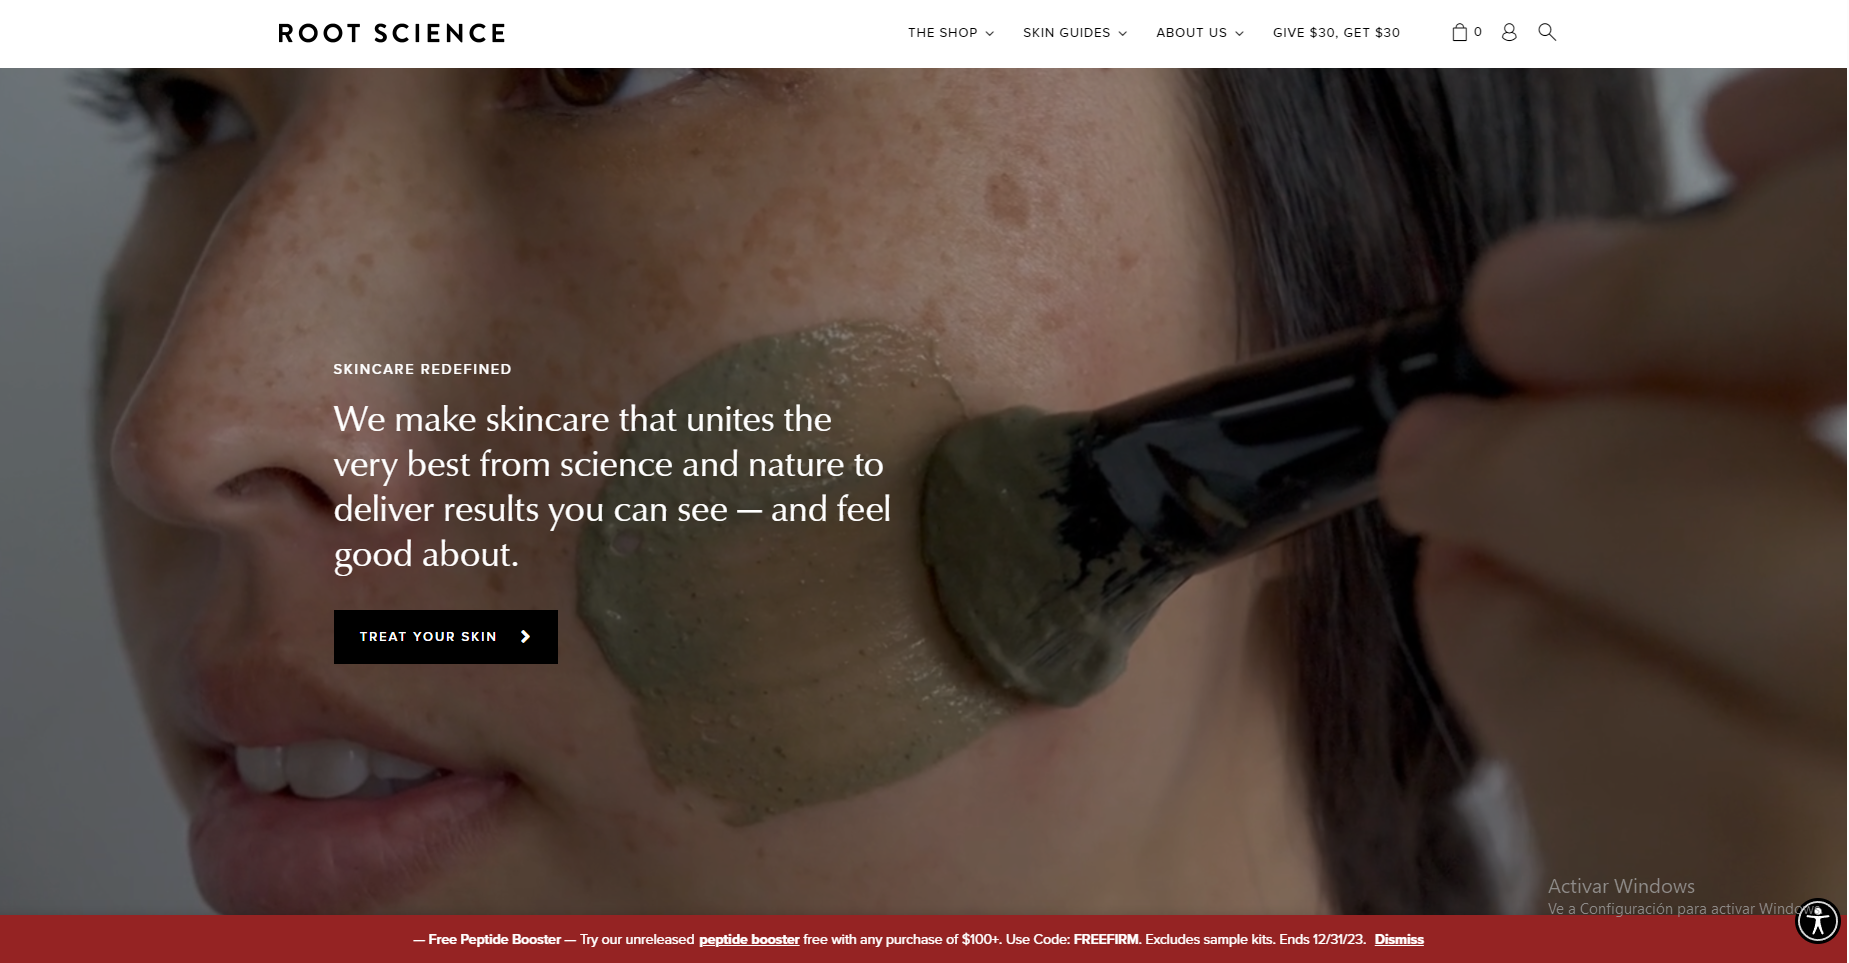 ROOT SCIENCE
THE SHOP
SKIN GUIDES
ABOUT US
GIVE $30, GET $30
0
SKINCARE REDEFINED
We make skincare that unites the
very best from science and nature to
deliver results you can see — and feel
good about.
TREAT YOUR SKIN
Activar Windows
Ve a Configuración para activar Windows
— Free Peptide Booster — Try our unreleased peptide booster free with any purchase of $100+. Use Code: FREEFIRM. Excludes sample kits. Ends 12/31/23. Dismiss